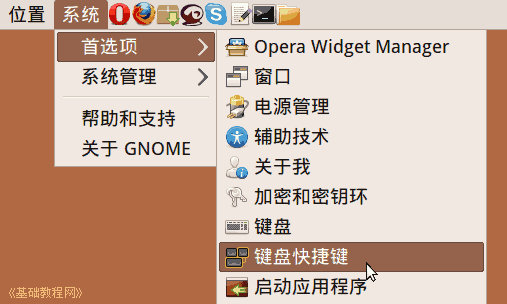 位置 系统
首选项
系统管理
帮助和支持
关于 GNOME
Opera Widget Manager
窗口
电源管理
辅助技术
关于我
加密和密钥环
键盘
键盘快捷键
启动应用程序
《基础教程网》